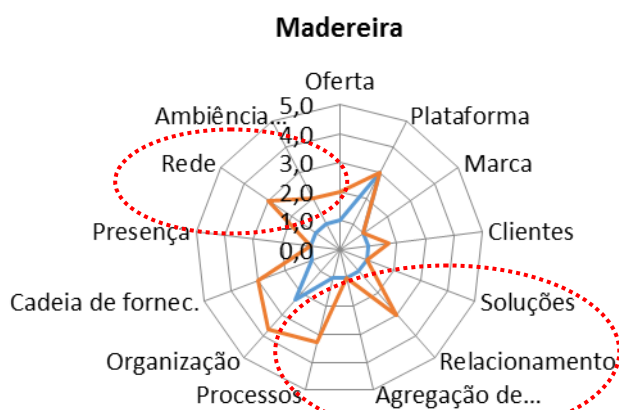 Madereira
Oferta
5,0
4,0
3,0
2,0
1,0
0,0
Plataforma
Marca
Clientes
Soluções
Relacionamento
Agregação de...
Processos
Organização
Cadeia de fornec.
Presença
Rede
Ambiência...